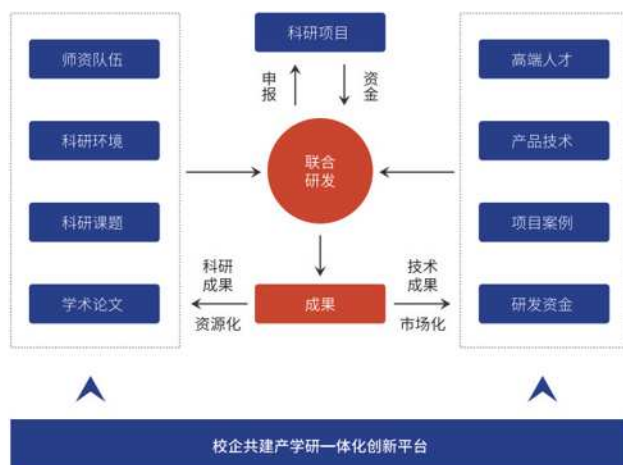 师资队伍
科研环境
科研课题
学术论文
科研项目
申报
资金
联合
研发
科研
成果
资源化
成果
技术
成果
市场化
高端人才
产品技术
项目案例
研发资金
校企共建产学研一体化创新平台